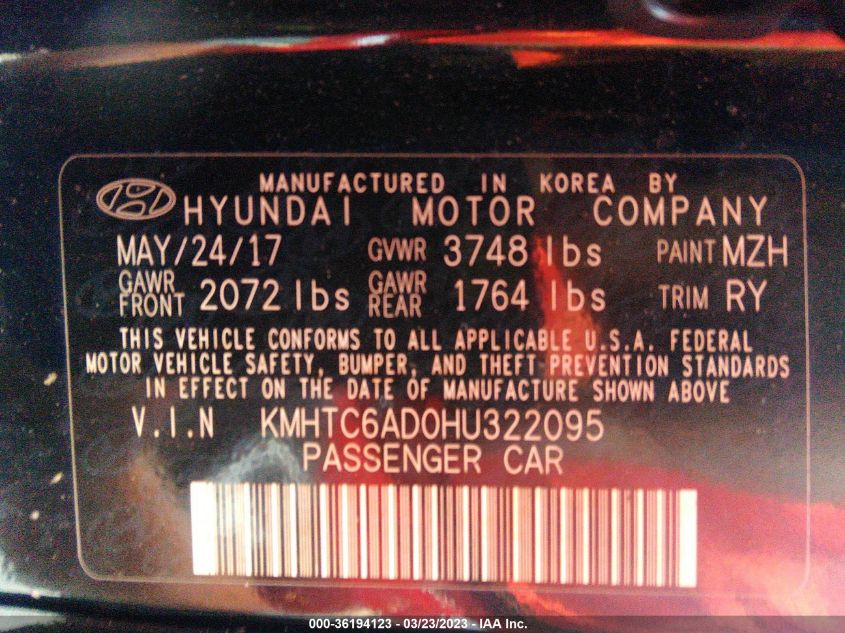 MANUFACTURED IN KOREA BY
HYUNDAI MOTOR COMPANY
MAY/24/17 GVWR 3748 lbs PAINT MZH
GAWR FRONT 2072 lbs GAWR REAR 1764 lbs TRIM RY
THIS VEHICLE CONFORMS TO ALL APPLICABLE U.S.A. FEDERAL
MOTOR VEHICLE SAFETY, BUMPER, AND THEFT PREVENTION STANDARDS
IN EFFECT ON THE DATE OF MANUFACTURE SHOWN ABOVE
V.I.N KMHTC6AD0HU322095
PASSENGER CAR
000-36194123 - 03/23/2023 - IAA Inc.